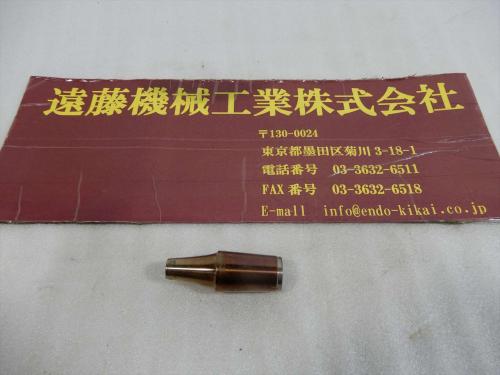 遠藤機械工業株式会社
〒130-0024
東京都墨田区菊川 3-18-1
電話番号 03-3632-6511
FAX 番号 03-3632-6518
E-mail info@endo-kikai.co.jp